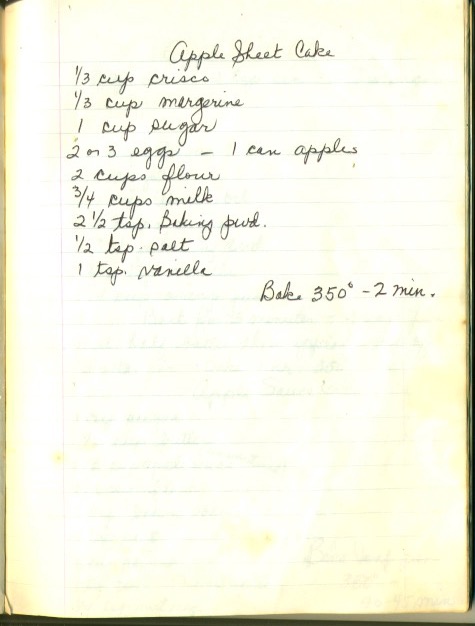 Apple Sheet Cake
1/3 cup crisco
1/3 cup margerine
1 cup sugar
2 or 3 eggs - 1 can apples
2 cups flour
3/4 cups milk
2 1/2 tsp. Baking pwd.
1/2 tsp. salt
1 tsp. vanilla
Bake 350° - 2 min.